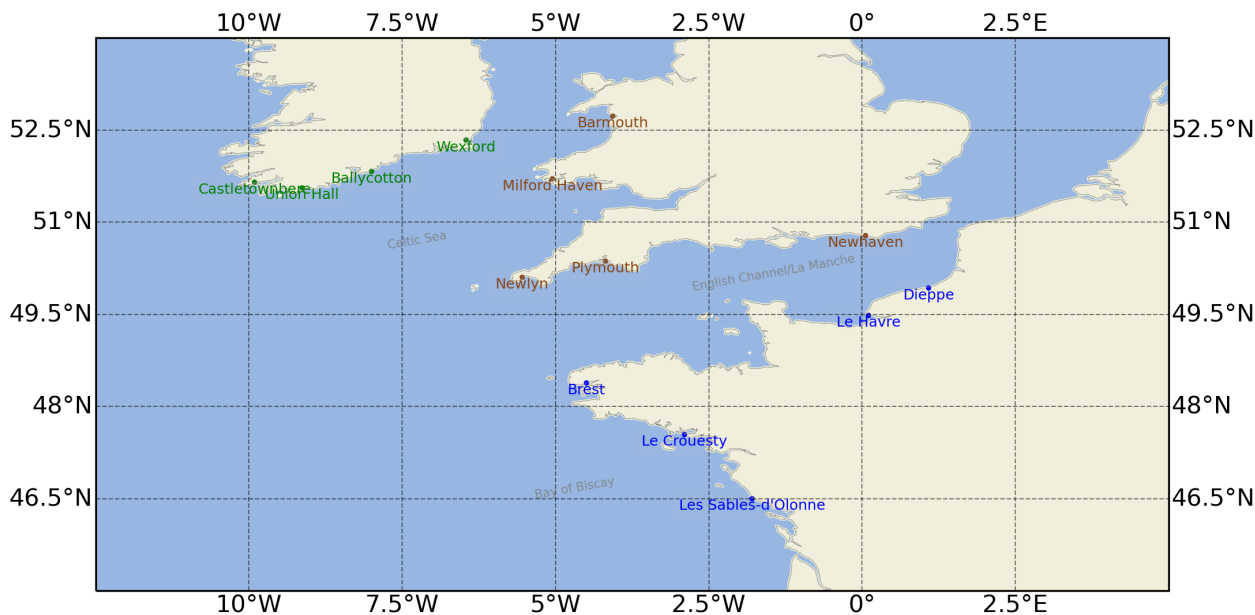 10°W 7.5°W 5°W 2.5°W 0° 2.5°E
52.5°N Barmouth 52.5°N
Wexford
Ballycotton
Milford Haven
Castletownbere
Union Hall
51°N 51°N
Celtic Sea
Newhaven
English Channel/La Manche
Plymouth
Newlyn
Dieppe
49.5°N Le Havre 49.5°N
Brest
48°N 48°N
Le Crouesty
Bay of Biscay
46.5°N Les Sables-d'Olonne 46.5°N
10°W 7.5°W 5°W 2.5°W 0° 2.5°E